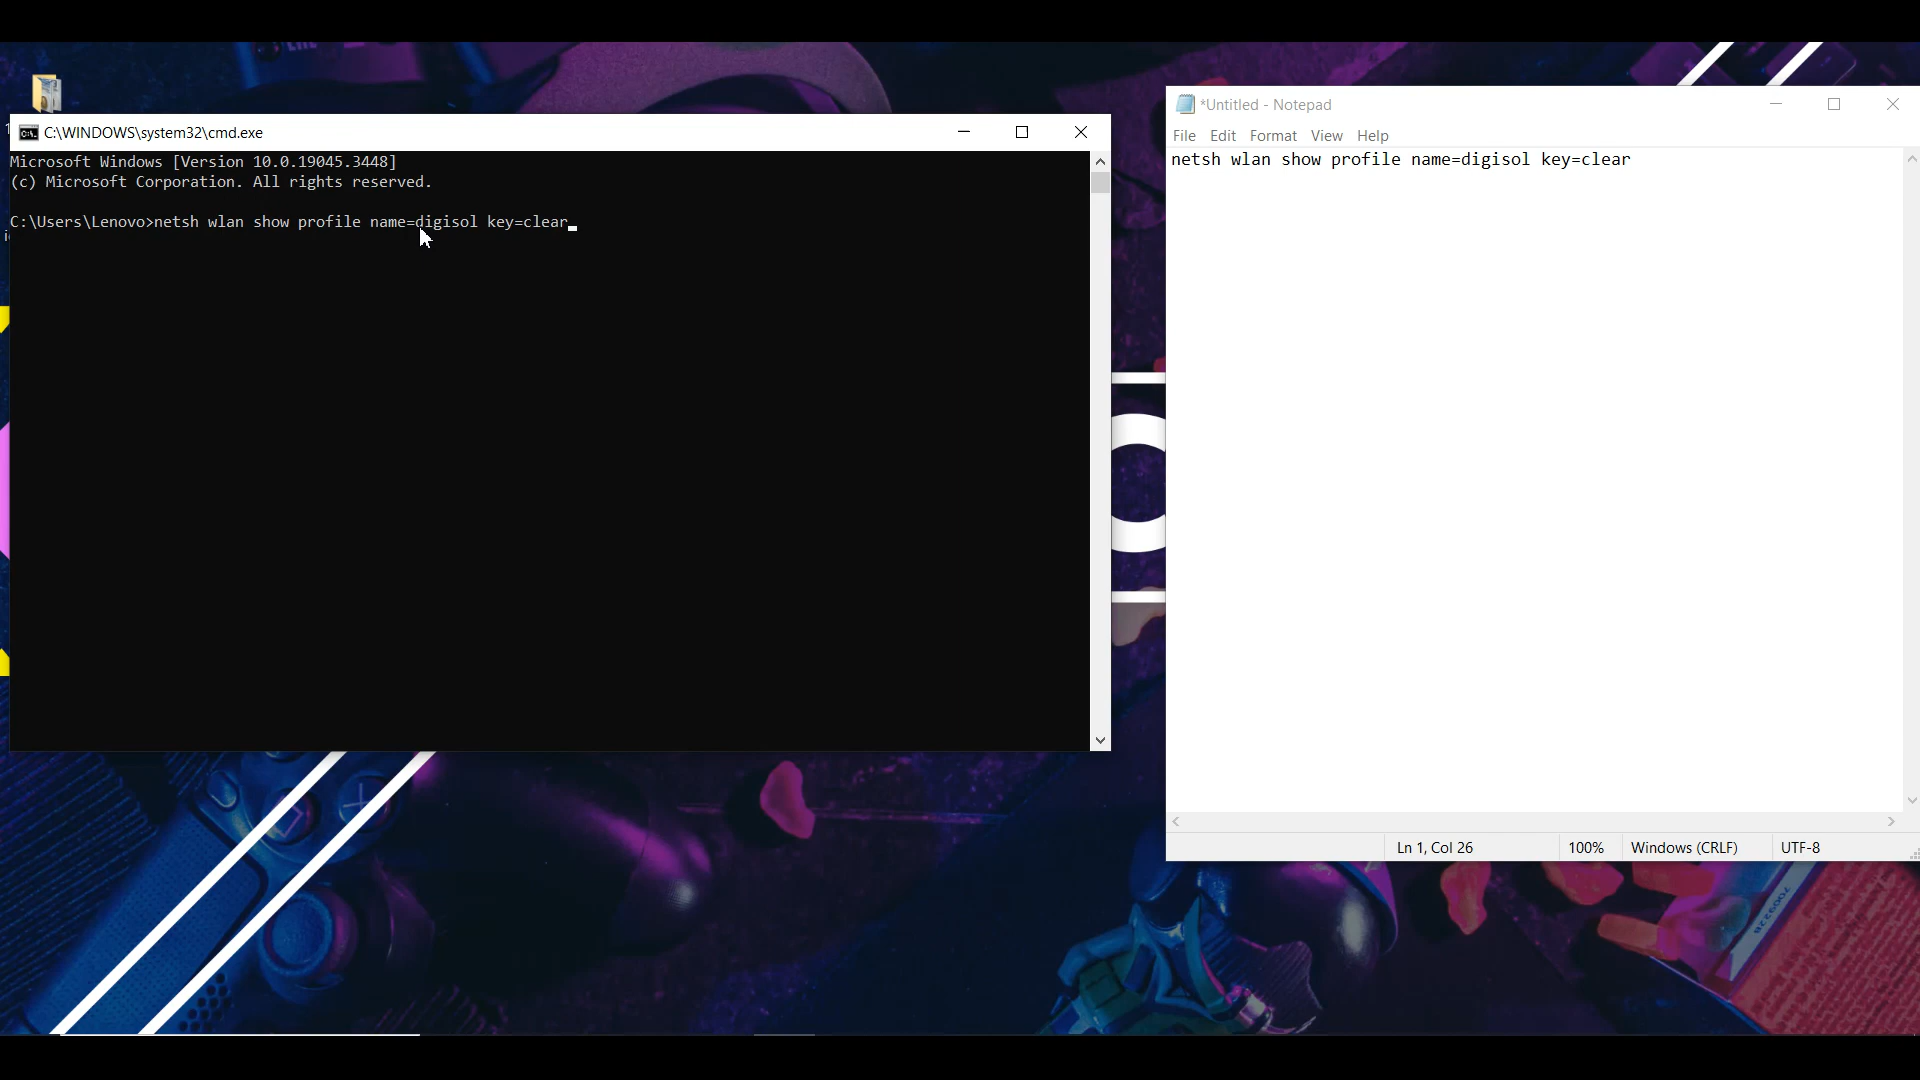 C:\WINDOWS\system32\cmd.exe
Microsoft Windows [Version 10.0.19045.3448]
(c) Microsoft Corporation. All rights reserved.
C:\Users\Lenovo>netsh wlan show profile name=digisol key=clear
*Untitled - Notepad
File Edit Format View Help
netsh wlan show profile name=digisol key=clear
Ln 1, Col 26 100% Windows (CRLF) UTF-8